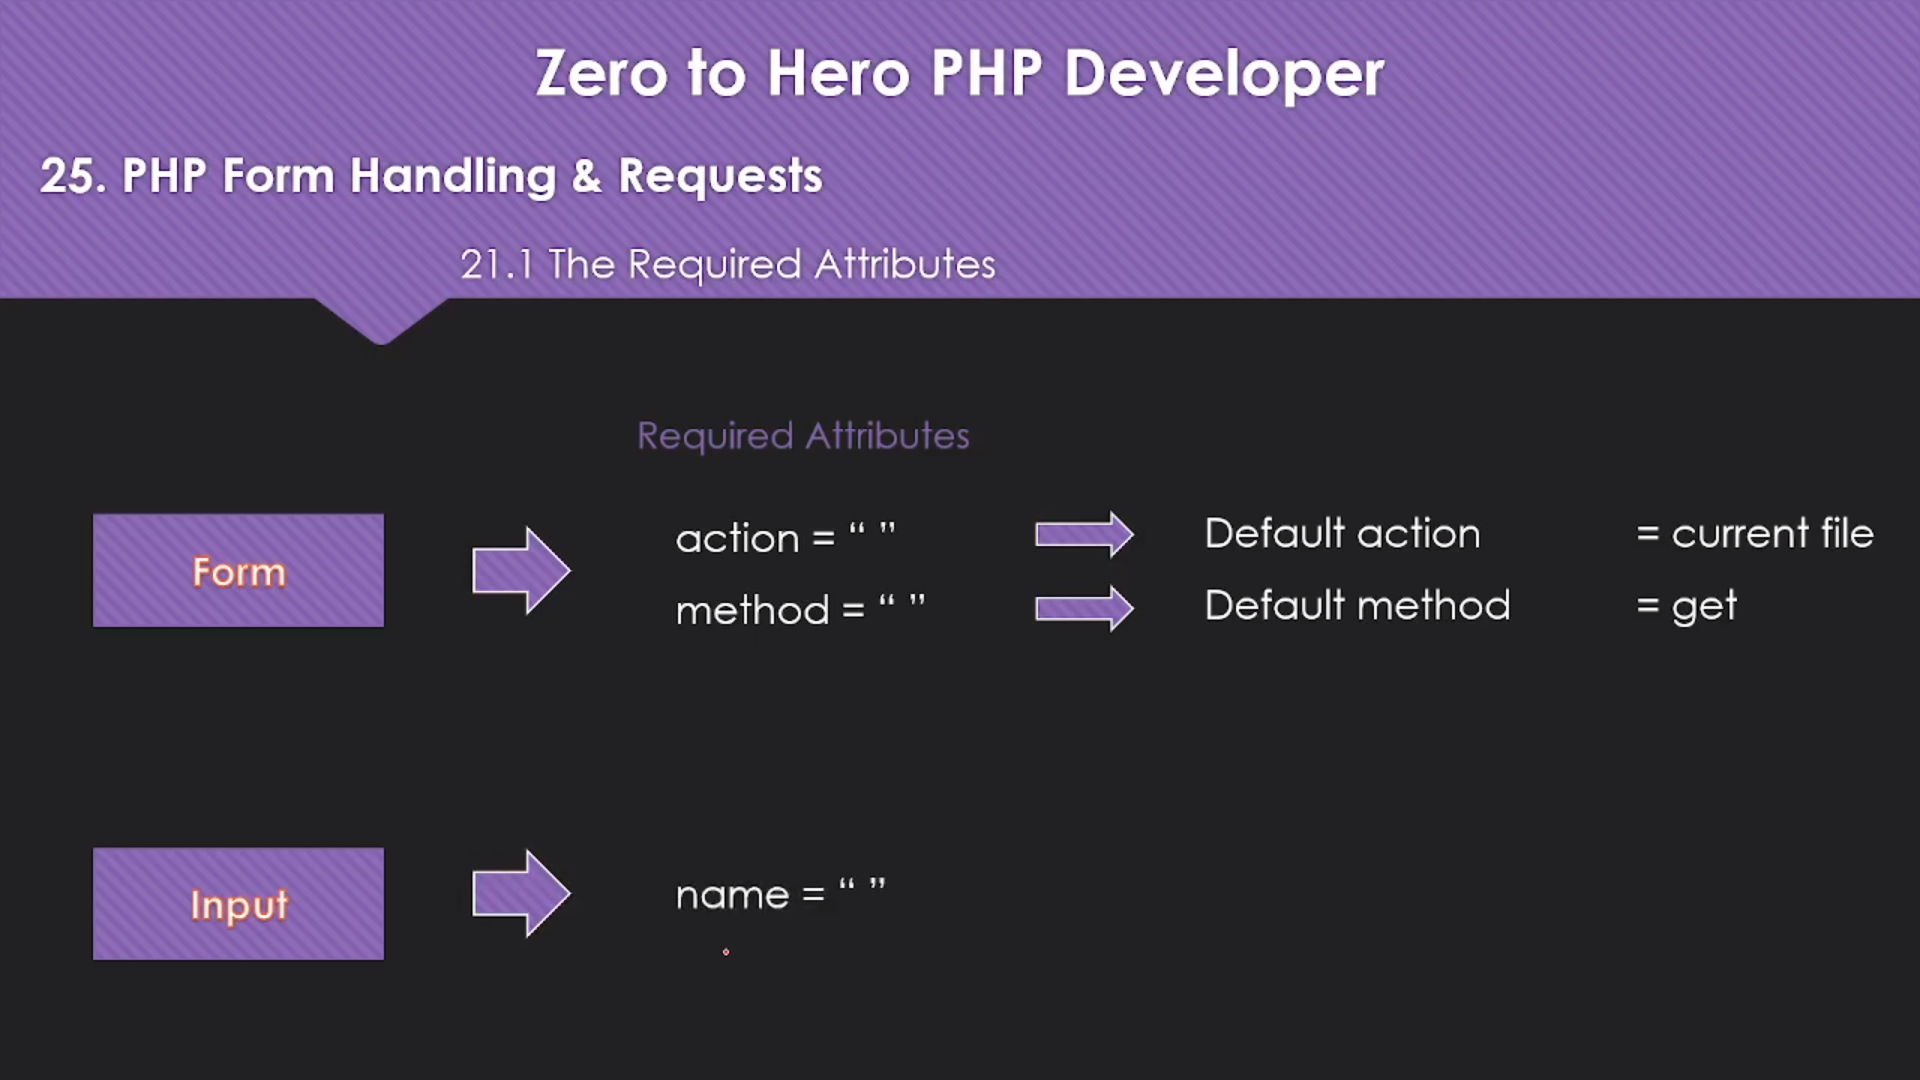 Zero to Hero PHP Developer
25. PHP Form Handling & Requests
21.1 The Required Attributes
Required Attributes
Form
action = “ ”
Default action = current file
method = “ ”
Default method = get
Input
name = “ ”